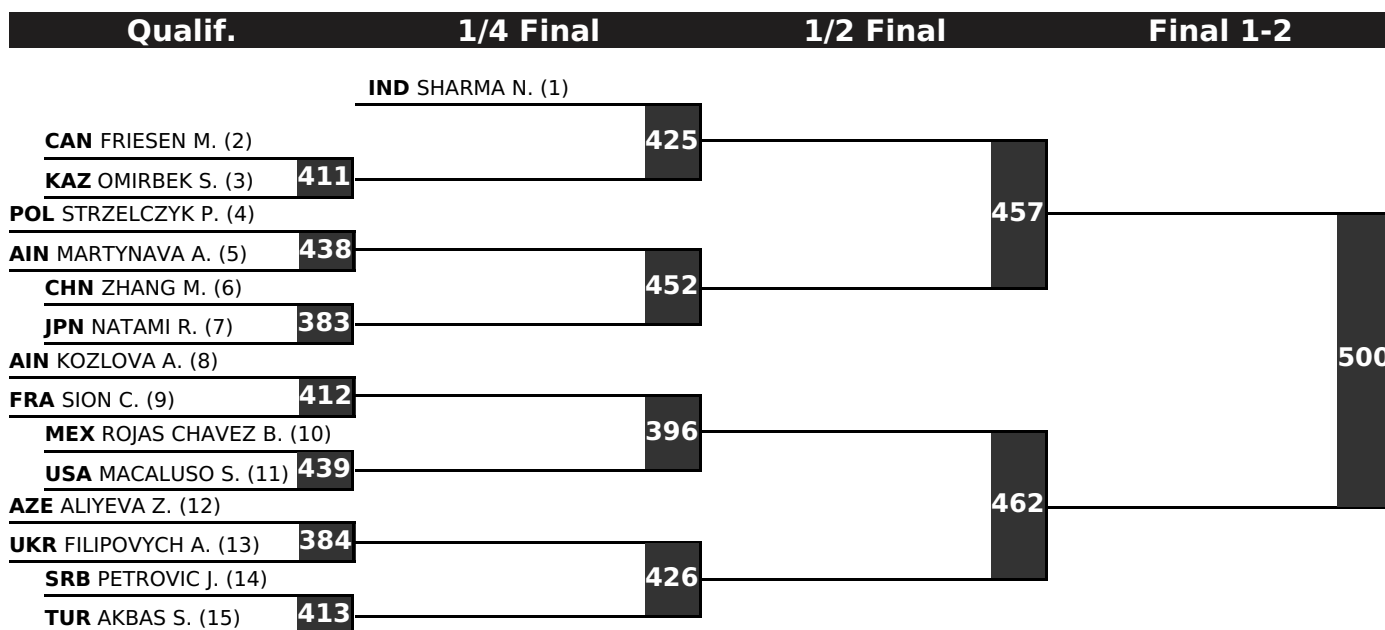 Qualif. 1/4 Final 1/2 Final Final 1-2
IND SHARMA N. (1)
CAN FRIESEN M. (2)
425
KAZ OMIRBEK S. (3)
411
POL STRZELCZYK P. (4)
457
AIN MARTYNAVA A. (5)
438
CHN ZHANG M. (6)
452
JPN NATAMI R. (7)
383
AIN KOZLOVA A. (8)
500
FRA SION C. (9)
412
MEX ROJAS CHAVEZ B. (10)
396
USA MACALUSO S. (11)
439
AZE ALIYEVA Z. (12)
462
UKR FILIPOVYCH A. (13)
384
SRB PETROVIC J. (14)
426
TUR AKBAS S. (15)
413